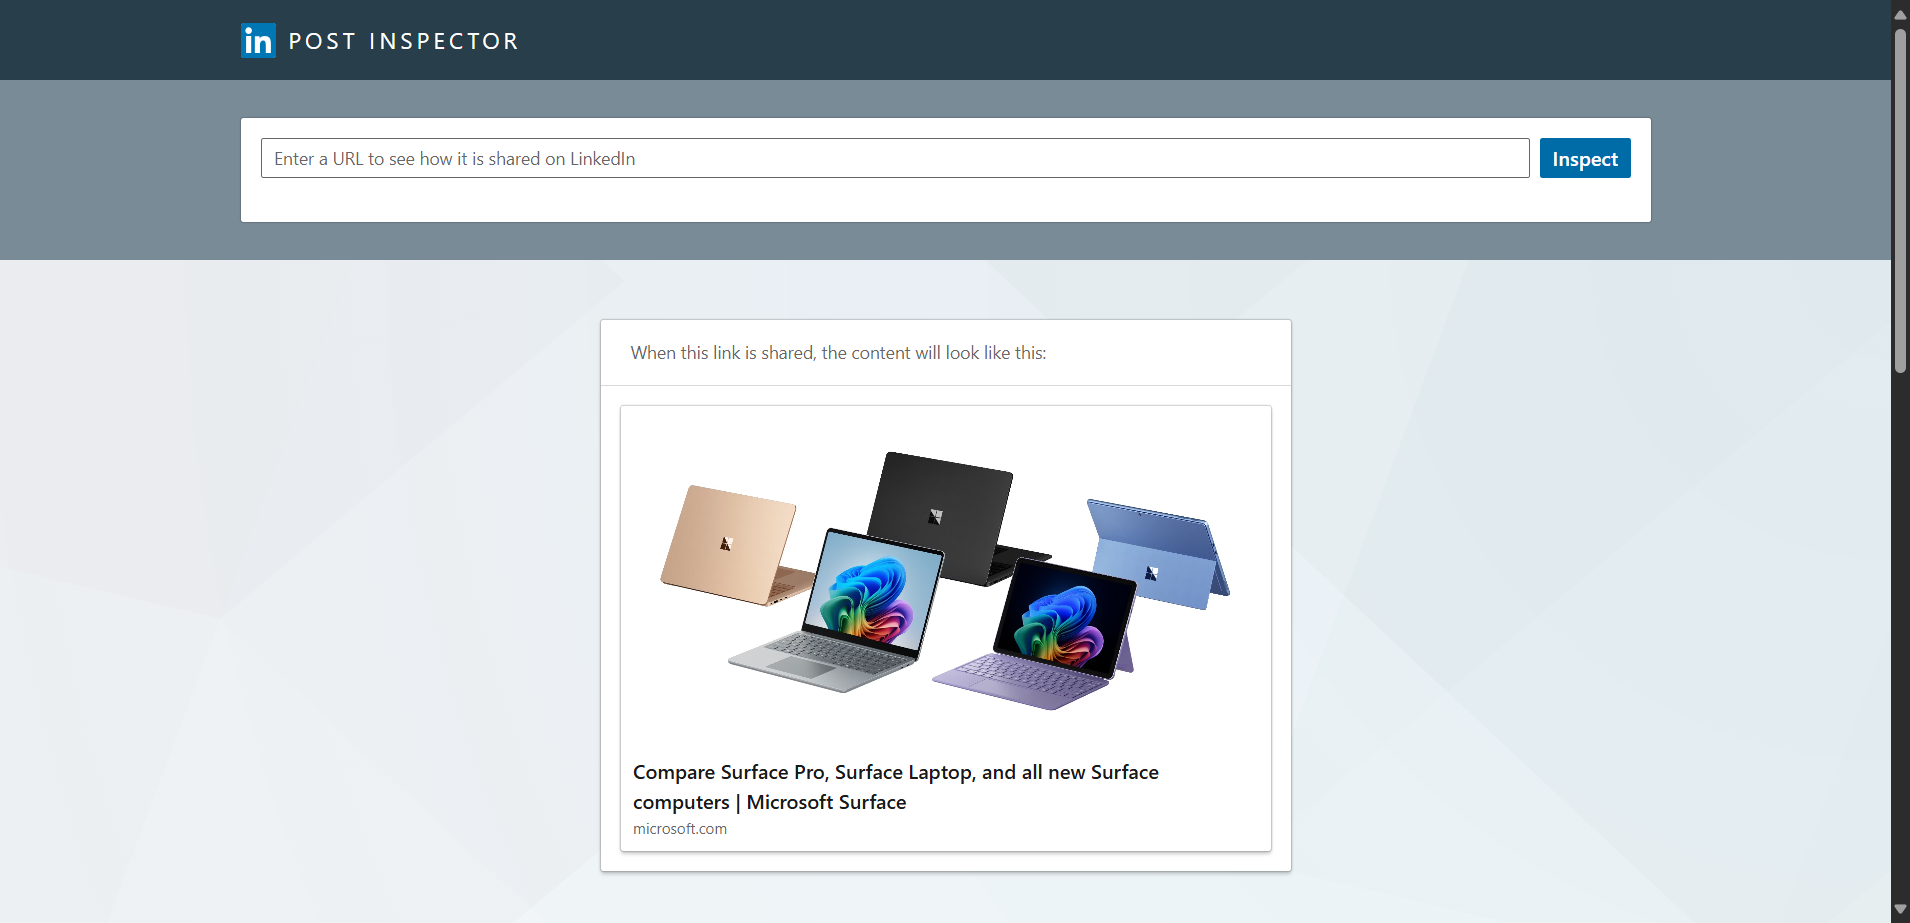 in POST INSPECTOR
Enter a URL to see how it is shared on LinkedIn
Inspect
When this link is shared, the content will look like this:
Compare Surface Pro, Surface Laptop, and all new Surface
computers | Microsoft Surface
microsoft.com